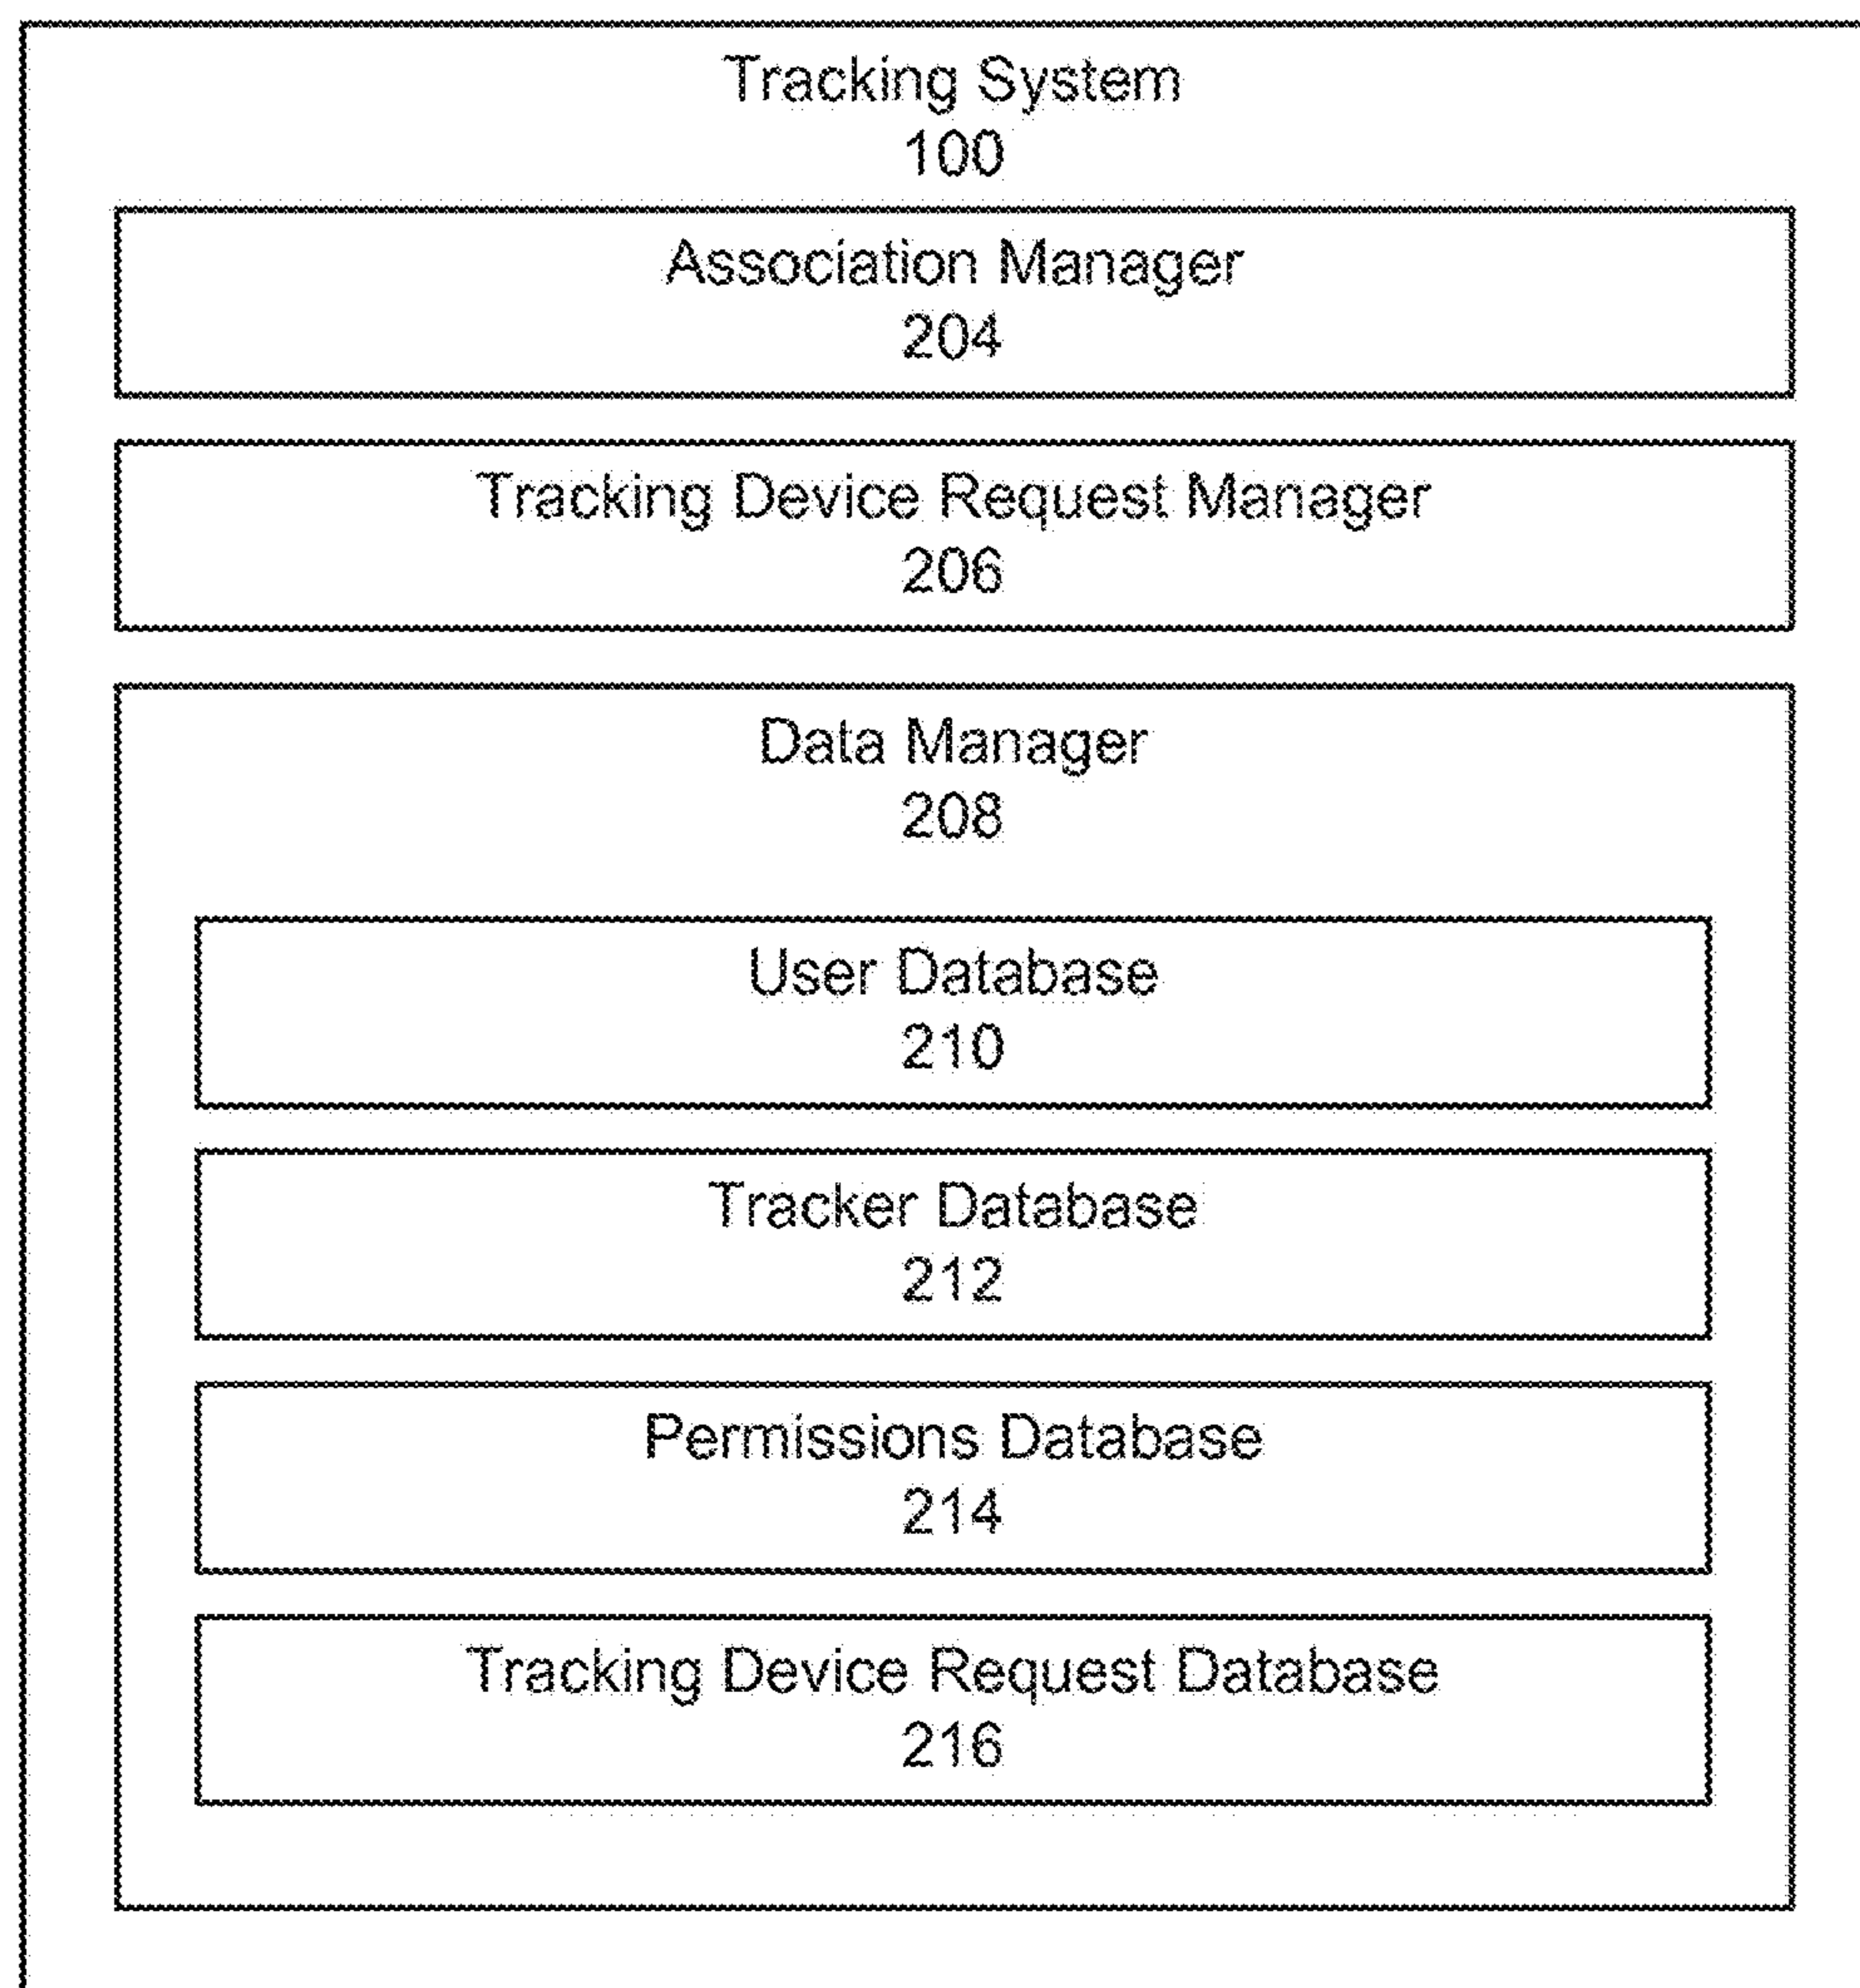 Tracking System
100
Association Manager
204
Tracking Device Request Manager
206
Data Manager
208
User Database
210
Tracker Database
212
Permissions Database
214
Tracking Device Request Database
216